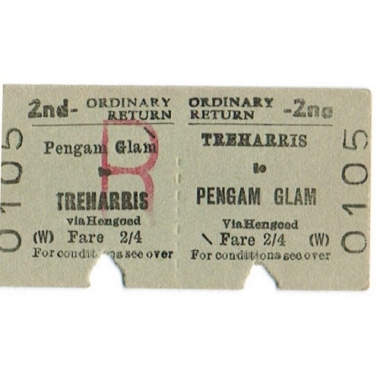 2nd- ORDINARY RETURN
Pengam Glam
to
TREHARRIS
via Hengoed
(W) Fare 2/4
For conditions see over
0105
R
ORDINARY RETURN -2nd
TREHARRIS
to
PENGAM GLAM
Via Hengoed
Fare 2/4 (W)
For conditions see over
0105